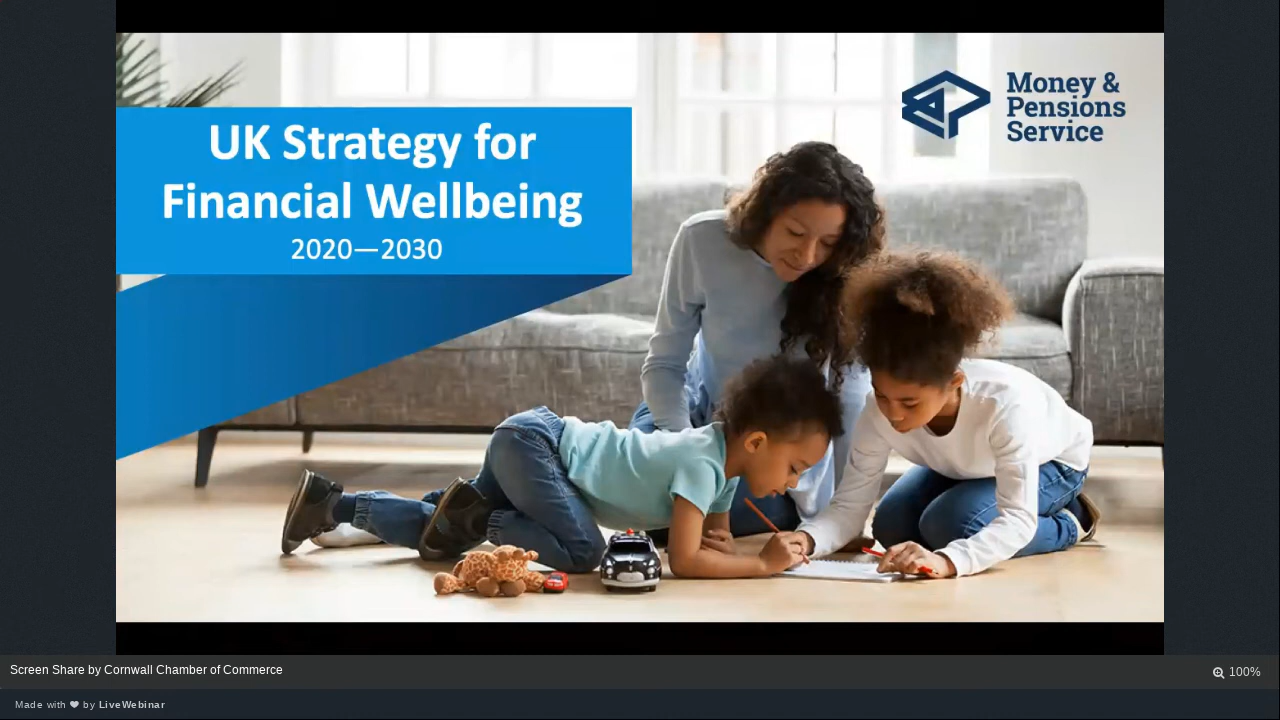 Money &
Pensions
Service
UK Strategy for
Financial Wellbeing
2020—2030
Screen Share by Cornwall Chamber of Commerce
100%
Made with ❤ by LiveWebinar